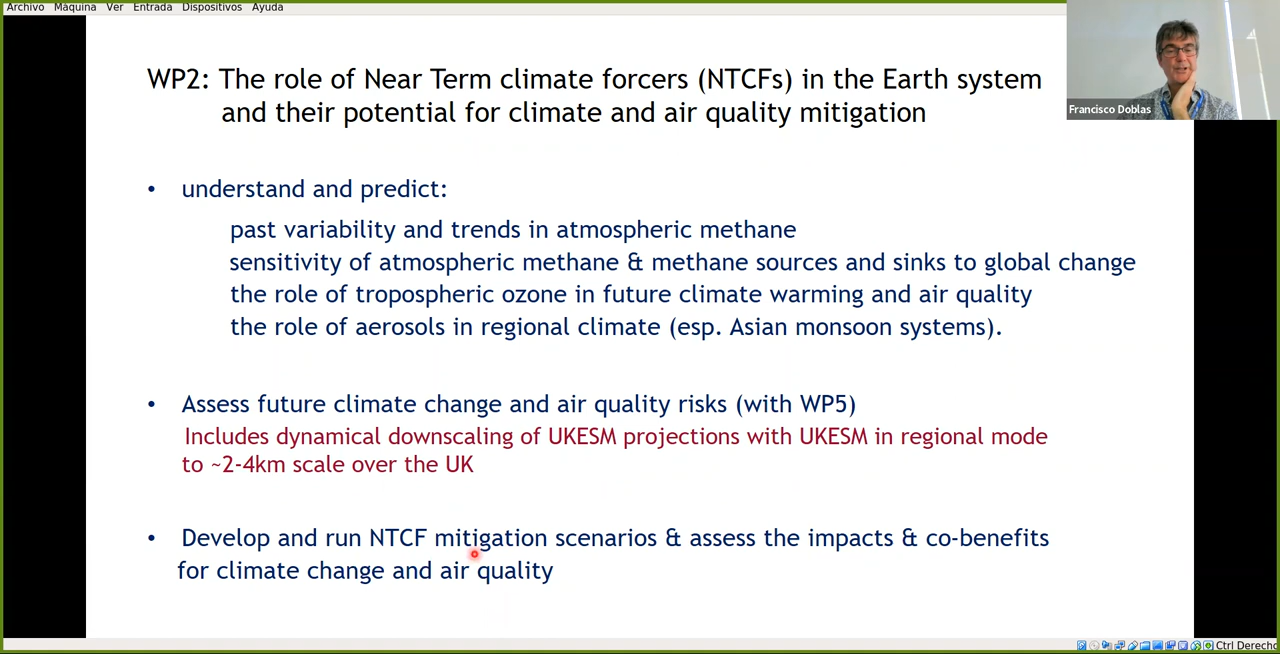 Archivo Máquina Ver Entrada Dispositivos Ayuda
WP2: The role of Near Term climate forcers (NTCFs) in the Earth system
and their potential for climate and air quality mitigation
Francisco Doblas
• understand and predict:
past variability and trends in atmospheric methane
sensitivity of atmospheric methane & methane sources and sinks to global change
the role of tropospheric ozone in future climate warming and air quality
the role of aerosols in regional climate (esp. Asian monsoon systems).
• Assess future climate change and air quality risks (with WP5)
Includes dynamical downscaling of UKESM projections with UKESM in regional mode
to ~2-4km scale over the UK
• Develop and run NTCF mitigation scenarios & assess the impacts & co-benefits
for climate change and air quality
Ctrl Derecho